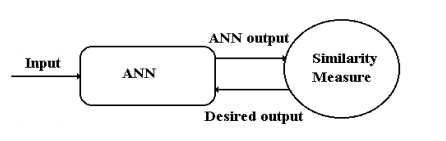 ANN output
Input
ANN
Similarity
Measure
Desired output